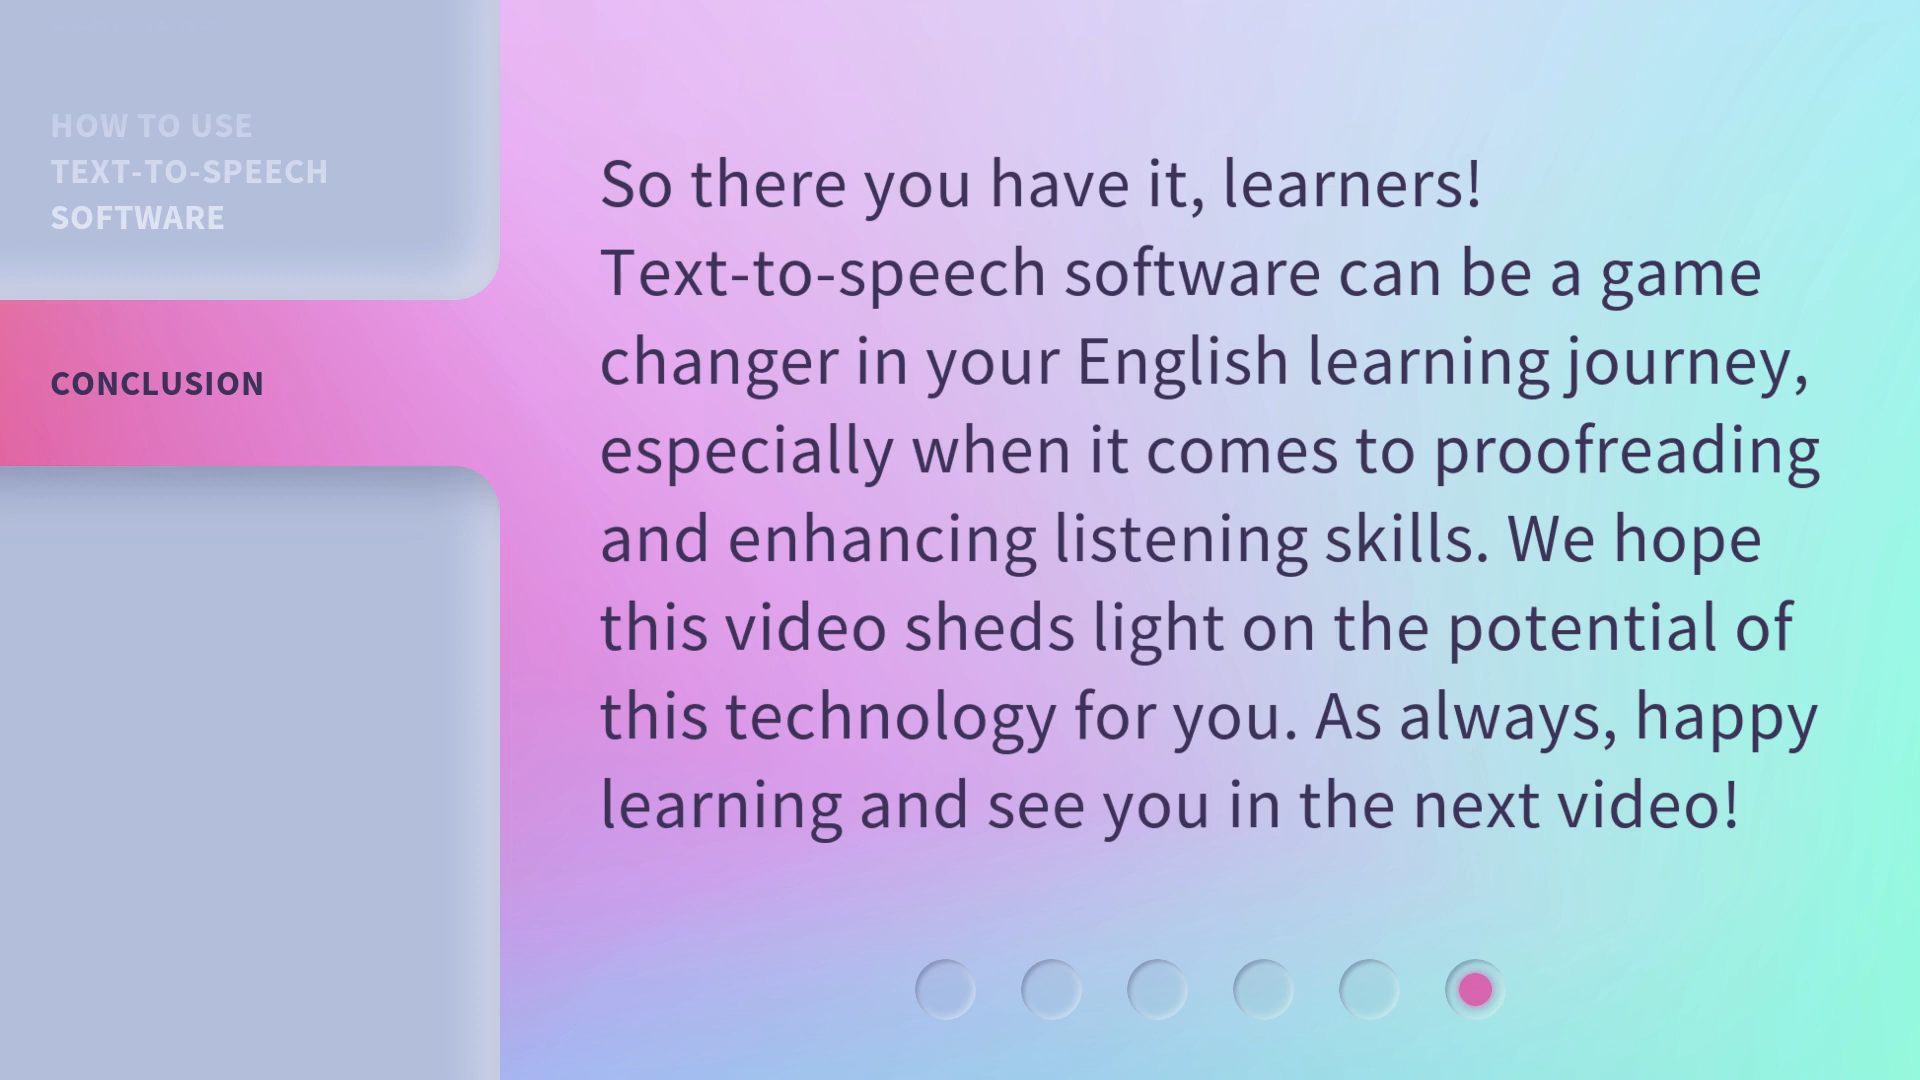 HOW TO USE
TEXT-TO-SPEECH
SOFTWARE
CONCLUSION
So there you have it, learners!
Text-to-speech software can be a game
changer in your English learning journey,
especially when it comes to proofreading
and enhancing listening skills. We hope
this video sheds light on the potential of
this technology for you. As always, happy
learning and see you in the next video!